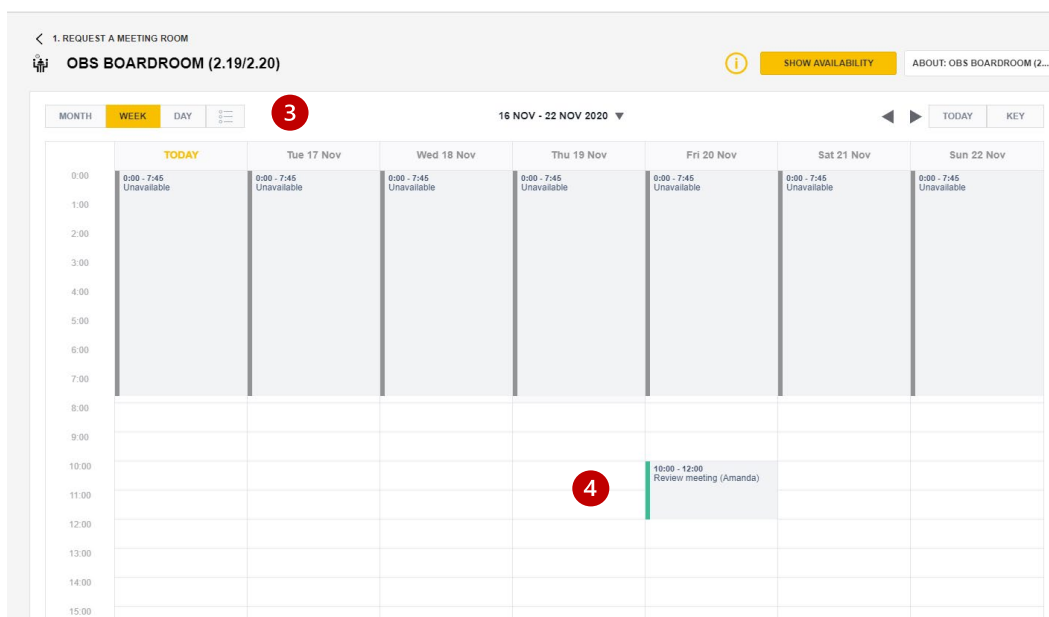 1. REQUEST A MEETING ROOM
OBS BOARDROOM (2.19/2.20)
i
SHOW AVAILABILITY
ABOUT: OBS BOARDROOM (2...
MONTH
WEEK
DAY
3
16 NOV - 22 NOV 2020
TODAY
KEY
TODAY
Tue 17 Nov
Wed 18 Nov
Thu 19 Nov
Fri 20 Nov
Sat 21 Nov
Sun 22 Nov
0:00
0:00 - 7:45
Unavailable
0:00 - 7:45
Unavailable
0:00 - 7:45
Unavailable
0:00 - 7:45
Unavailable
0:00 - 7:45
Unavailable
0:00 - 7:45
Unavailable
0:00 - 7:45
Unavailable
1:00
2:00
3:00
4:00
5:00
6:00
7:00
8:00
9:00
10:00
10:00 - 12:00
Review meeting (Amanda)
4
11:00
12:00
13:00
14:00
15:00